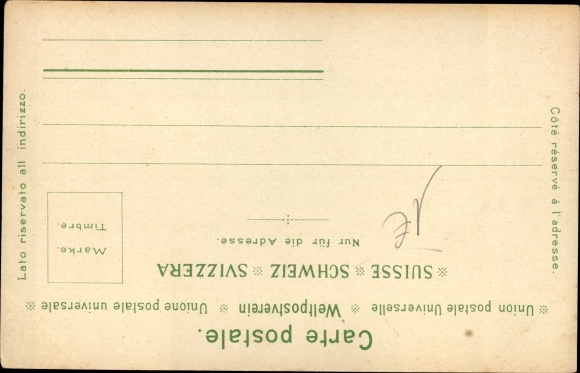 Carte postale.
※ Union postale Universelle ※ Weltpostverein ※ Unione postale universale ※
※ SUISSE ※ SCHWEIZ ※ SVIZZERA
Nur für die Adresse.
Marke.
Timbre.
Côté réservé à l'adresse.
Lato riservato all indirizzo.